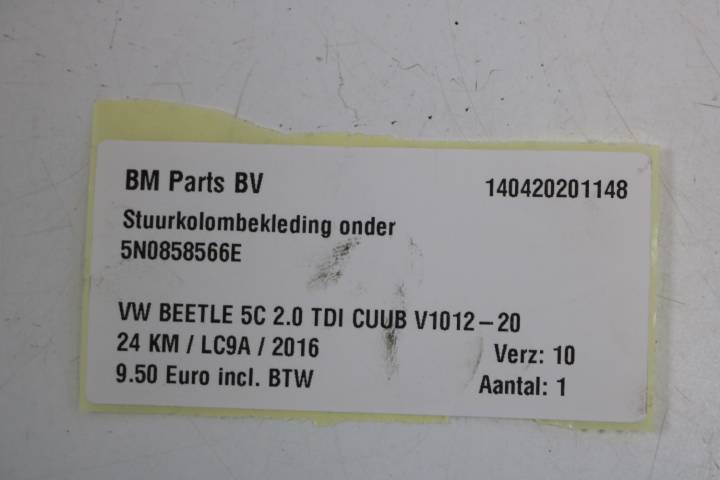 BM Parts BV 140420201148
Stuurkolombekleding onder
5N0858566E
VW BEETLE 5C 2.0 TDI CUUB V1012-20
24 KM / LC9A / 2016 Verz: 10
9.50 Euro incl. BTW Aantal: 1